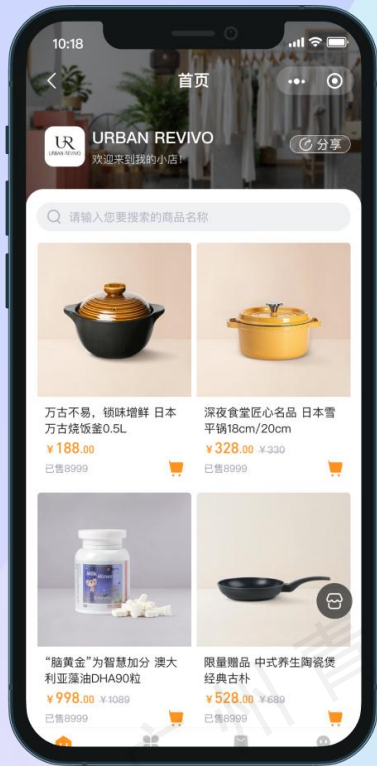 10:18
首页
UR
URBAN REVIVO
URBAN REVIVO
欢迎来到我的小店!
分享
请输入您要搜索的商品名称
万古不易，锁味增鲜 日本
万古烧饭釜0.5L
¥188.00
已售8999
深夜食堂匠心名品 日本雪
平锅18cm/20cm
¥328.00 ¥330
已售8999
“脑黄金”为智慧加分 澳大
利亚藻油DHA90粒
¥998.00 ¥1089
已售8999
限量赠品 中式养生陶瓷煲
经典古朴
¥528.00 ¥689
已售8999
广州青